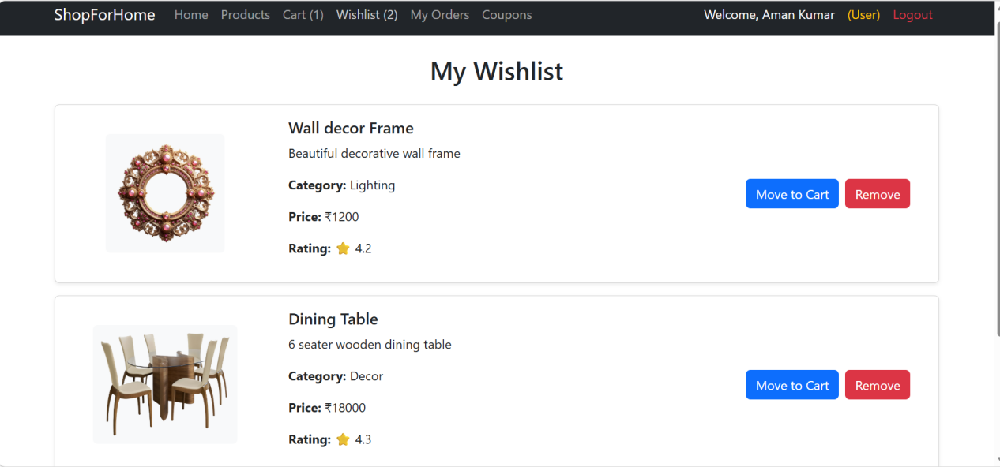 ShopForHome Home Products Cart (1) Wishlist (2) My Orders Coupons Welcome, Aman Kumar (User) Logout
My Wishlist
Wall decor Frame
Beautiful decorative wall frame
Category: Lighting
Price: ₹1200
Rating: ⭐ 4.2
Move to Cart Remove
Dining Table
6 seater wooden dining table
Category: Decor
Price: ₹18000
Rating: ⭐ 4.3
Move to Cart Remove